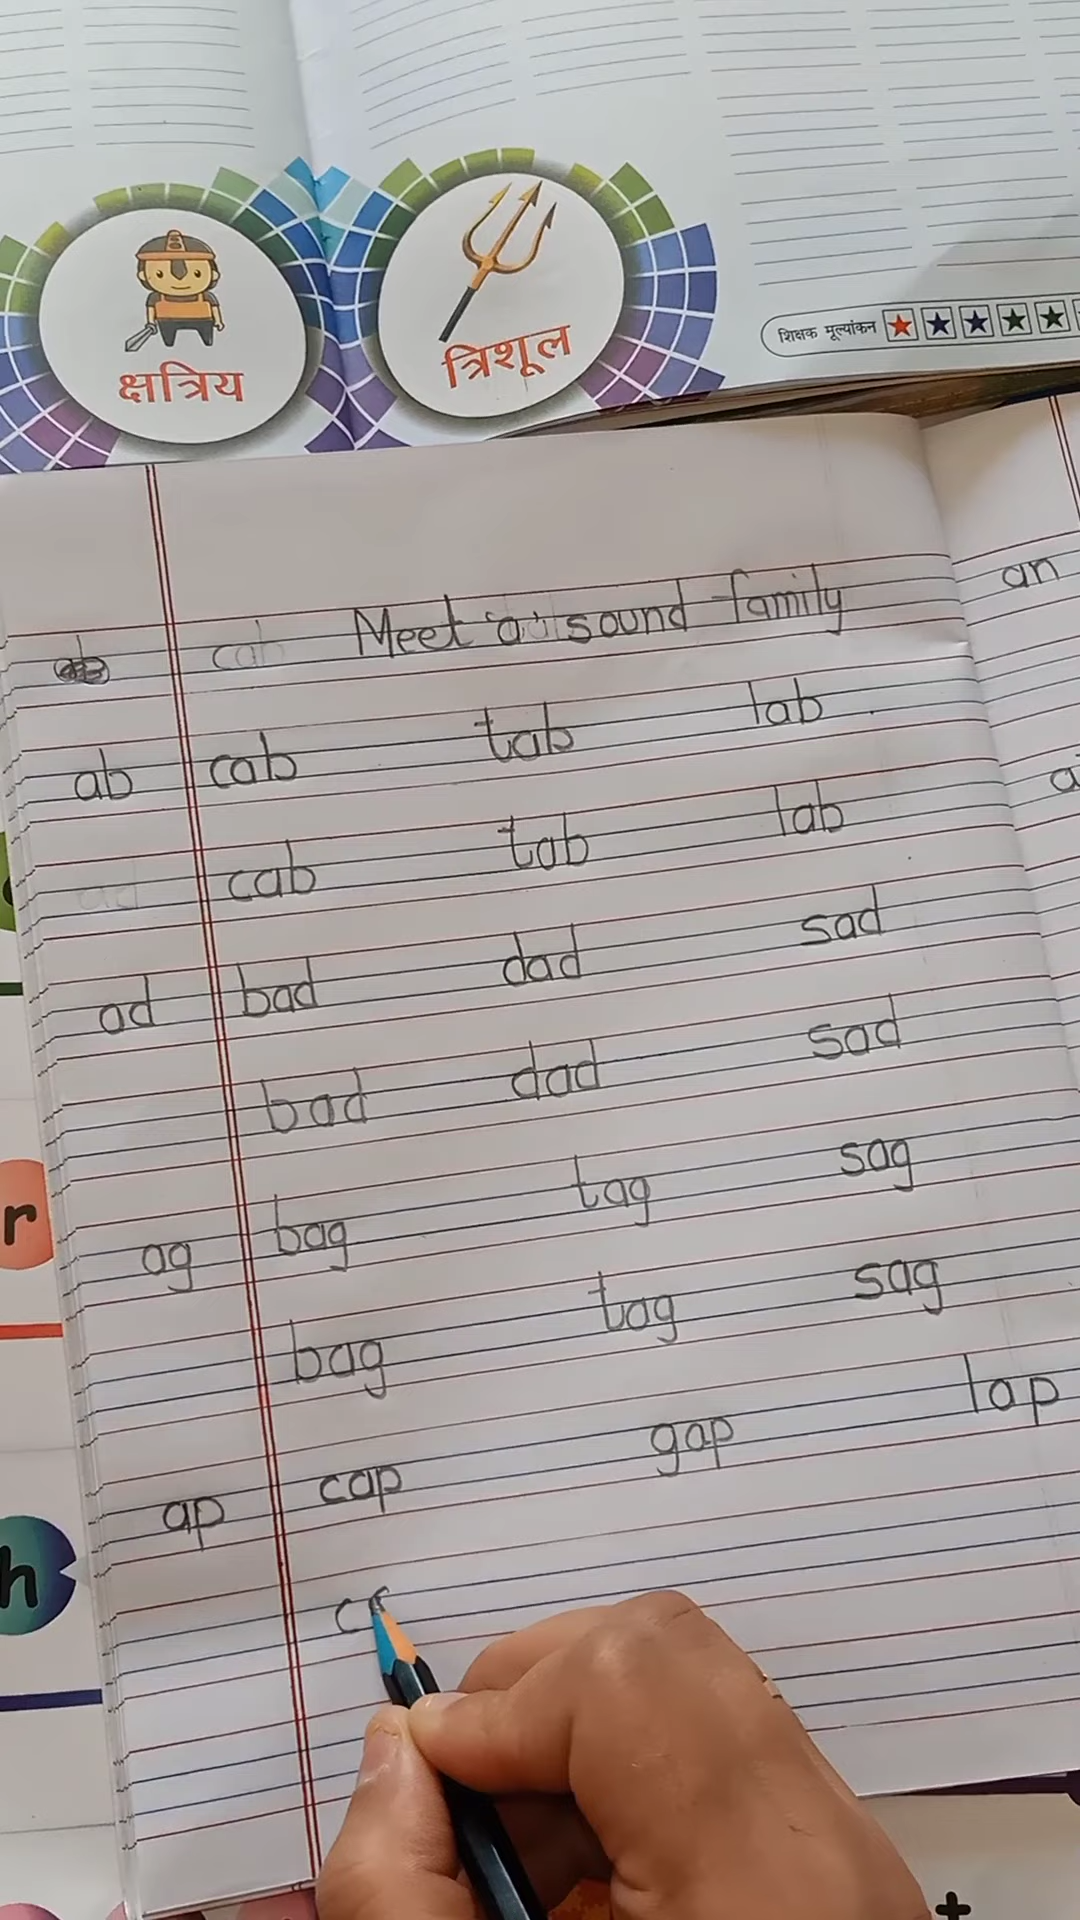 क्षत्रिय त्रिशूल
शिक्षक मूल्यांकन
Meet a sound family
an
ab cab tab lab
cab tab lab
ad bad dad sad
bad dad sad
ag bag tag sag
r
bag tag sag
ap cap gap lap
h
c
+